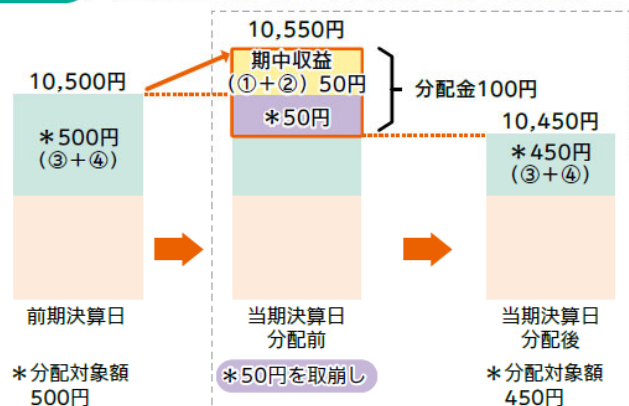 10,550円
期中収益
(①+②) 50円
*50円
分配金100円
10,500円
*500円
(③+④)
10,450円
*450円
(③+④)
前期決算日
当期決算日
分配前
当期決算日
分配後
*分配対象額
500円
*50円を取崩し
*分配対象額
450円